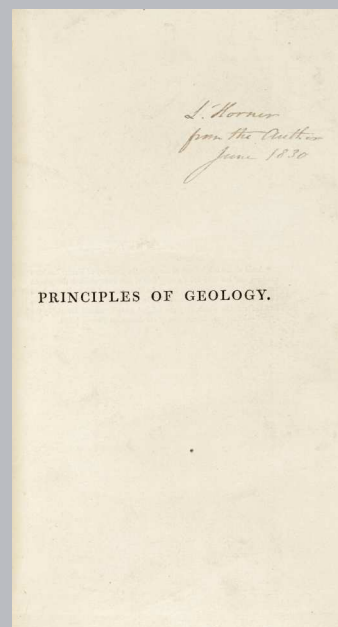 L. Horner
from the Author
June 1830
PRINCIPLES OF GEOLOGY.